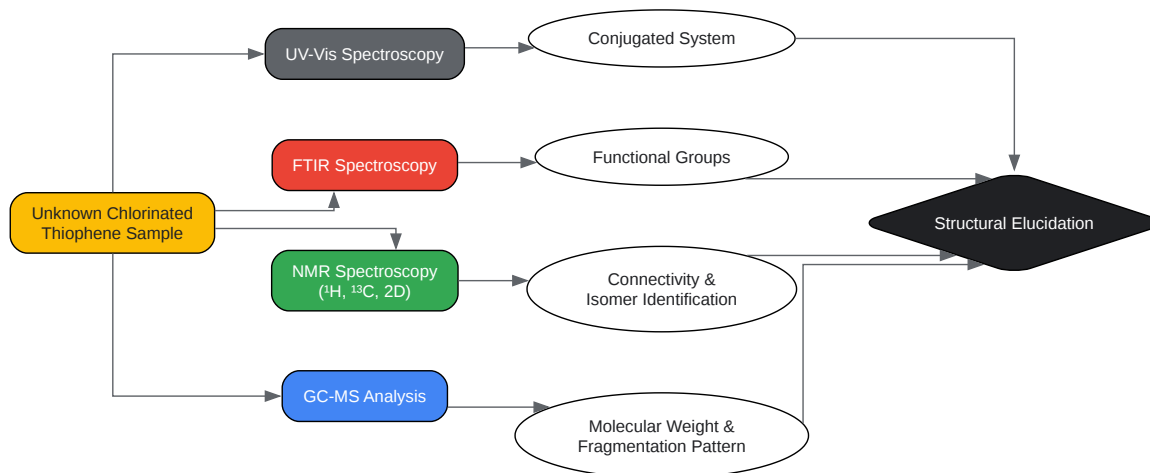 UV-Vis Spectroscopy
Conjugated System
FTIR Spectroscopy
Functional Groups
Unknown Chlorinated
Thiophene Sample
Structural Elucidation
NMR Spectroscopy
(¹H, ¹³C, 2D)
Connectivity &
Isomer Identification
GC-MS Analysis
Molecular Weight &
Fragmentation Pattern